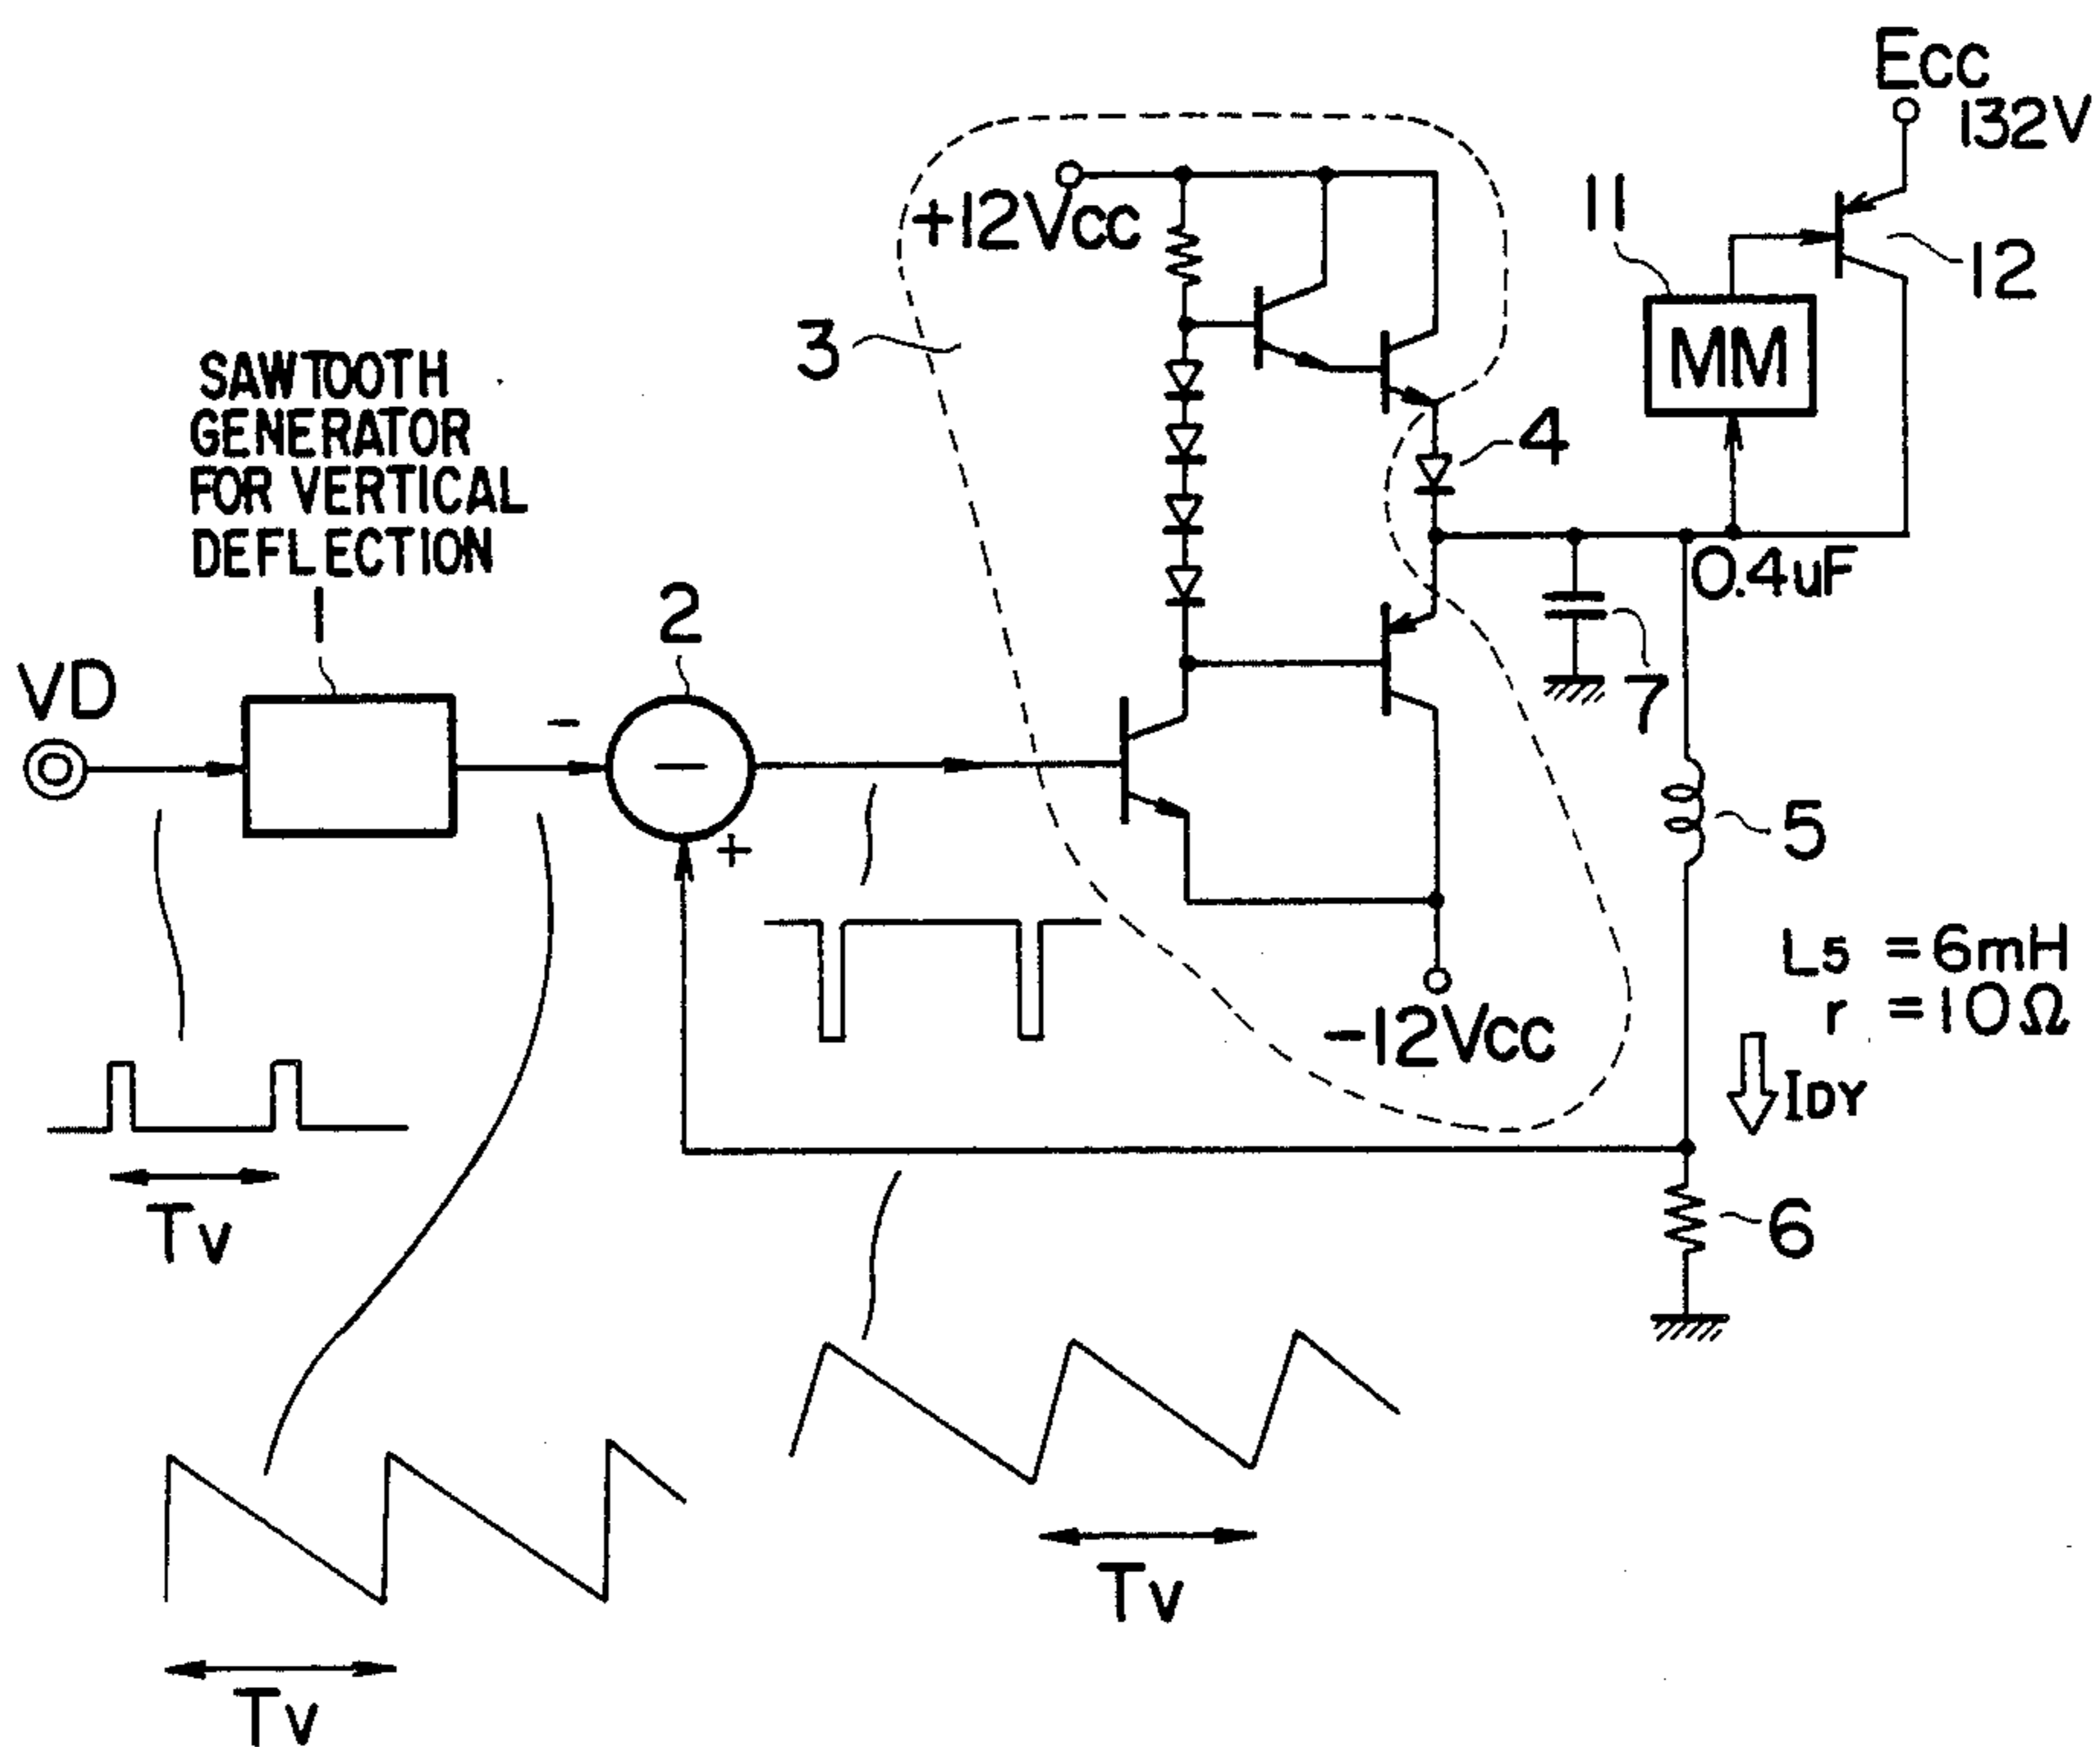 ECC
132V
+12VCC
11
12
3
MM
SAWTOOTH
GENERATOR
FOR VERTICAL
DEFLECTION
4
0.4uF
1
2
VD
-
-
7
+
5
L5 = 6mH
r = 10Ω
-12VCC
IDY
TV
6
TV
TV